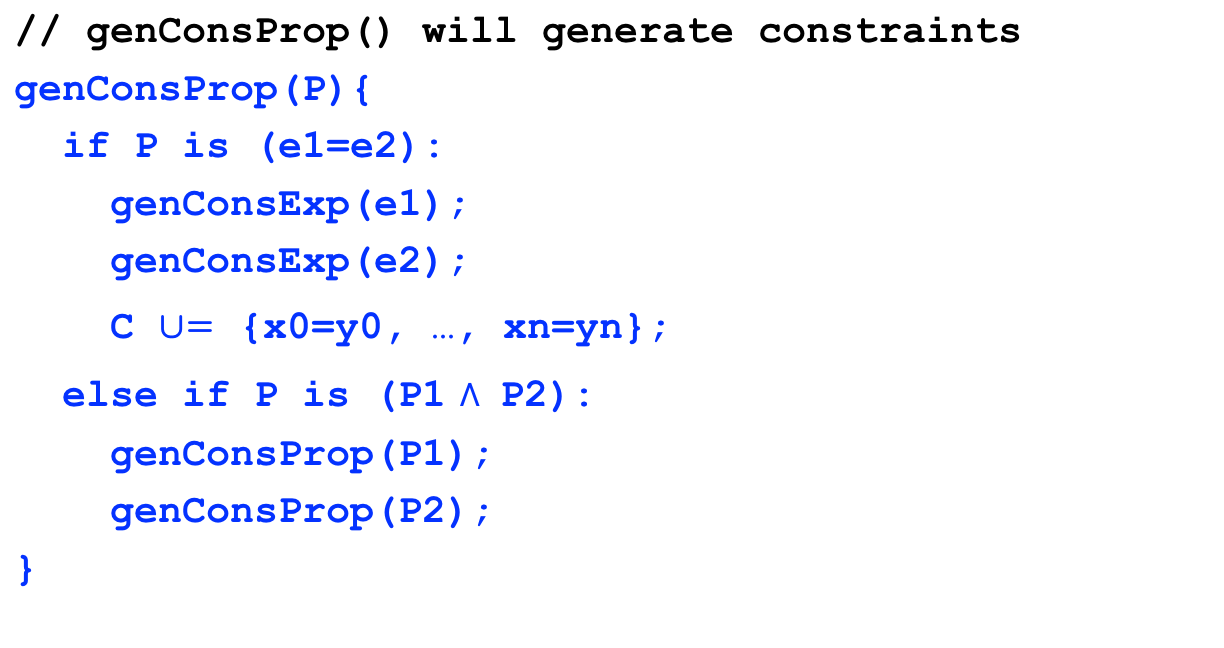 // genConsProp() will generate constraints
genConsProp(P){
  if P is (e1=e2):
    genConsExp(e1);
    genConsExp(e2);
    C ∪= {x0=y0, …, xn=yn};
  else if P is (P1 ∧ P2):
    genConsProp(P1);
    genConsProp(P2);
}